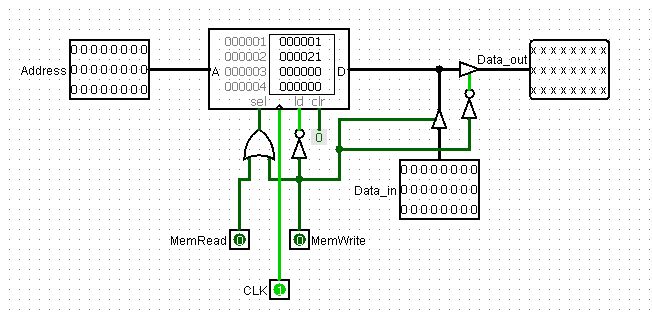 Address
00000000
00000000
00000000
A
000001 000001
000002 000021
000003 000000
000004 000000
D
sel ld clr
0
Data_out
xxxxxxxx
xxxxxxxx
xxxxxxxx
Data_in
00000000
00000000
00000000
MemRead 0
0 MemWrite
CLK 1